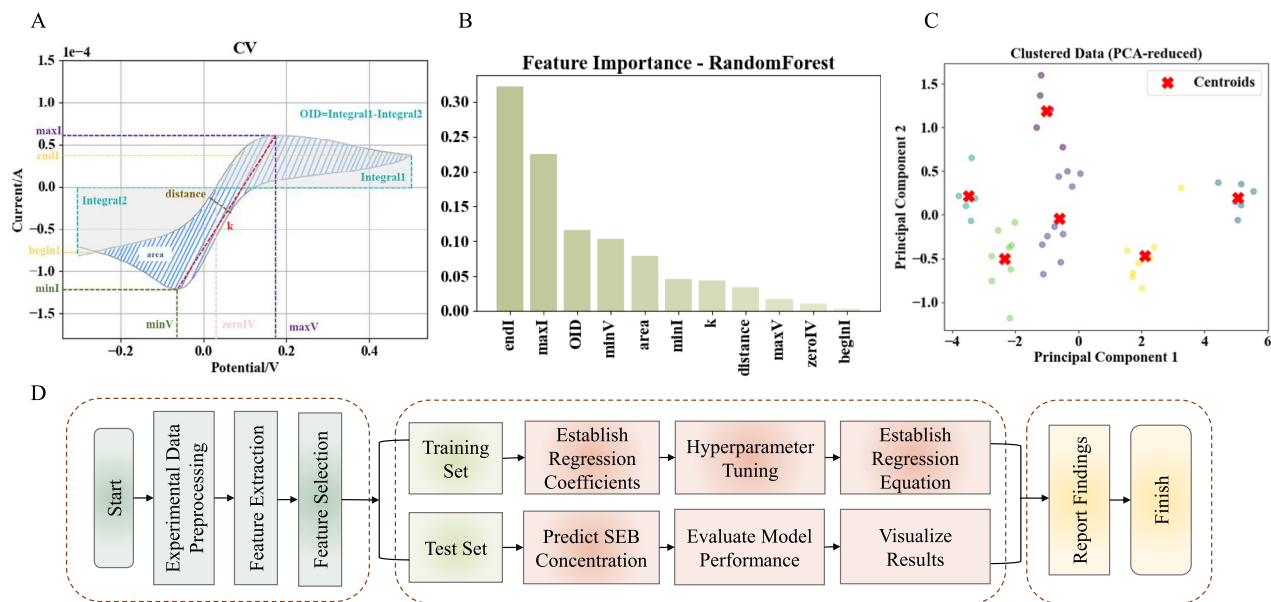 A
CV
1e−4
1.0
0.5
0.0
−0.5
−1.0
−1.5
Current/A
maxI
endI
beginI
minI
OID=Integral1-Integral2
Integral1
Integral2
distance
k
area
minV
zeroIV
maxV
−0.2
0.0
0.2
0.4
Potential/V
B
Feature Importance - RandomForest
0.30
0.25
0.20
0.15
0.10
0.05
0.00
endI
maxI
OID
minV
area
minI
k
distance
maxV
zeroIV
beginI
C
Clustered Data (PCA-reduced)
Centroids
1.5
1.0
0.5
0.0
−0.5
−1.0
Principal Component 2
−4
−2
0
2
4
6
Principal Component 1
D
Start
Experimental Data
Preprocessing
Feature Extraction
Feature Selection
Training
Set
Establish
Regression
Coefficients
Hyperparameter
Tuning
Establish
Regression
Equation
Test Set
Predict SEB
Concentration
Evaluate Model
Performance
Visualize
Results
Report Findings
Finish